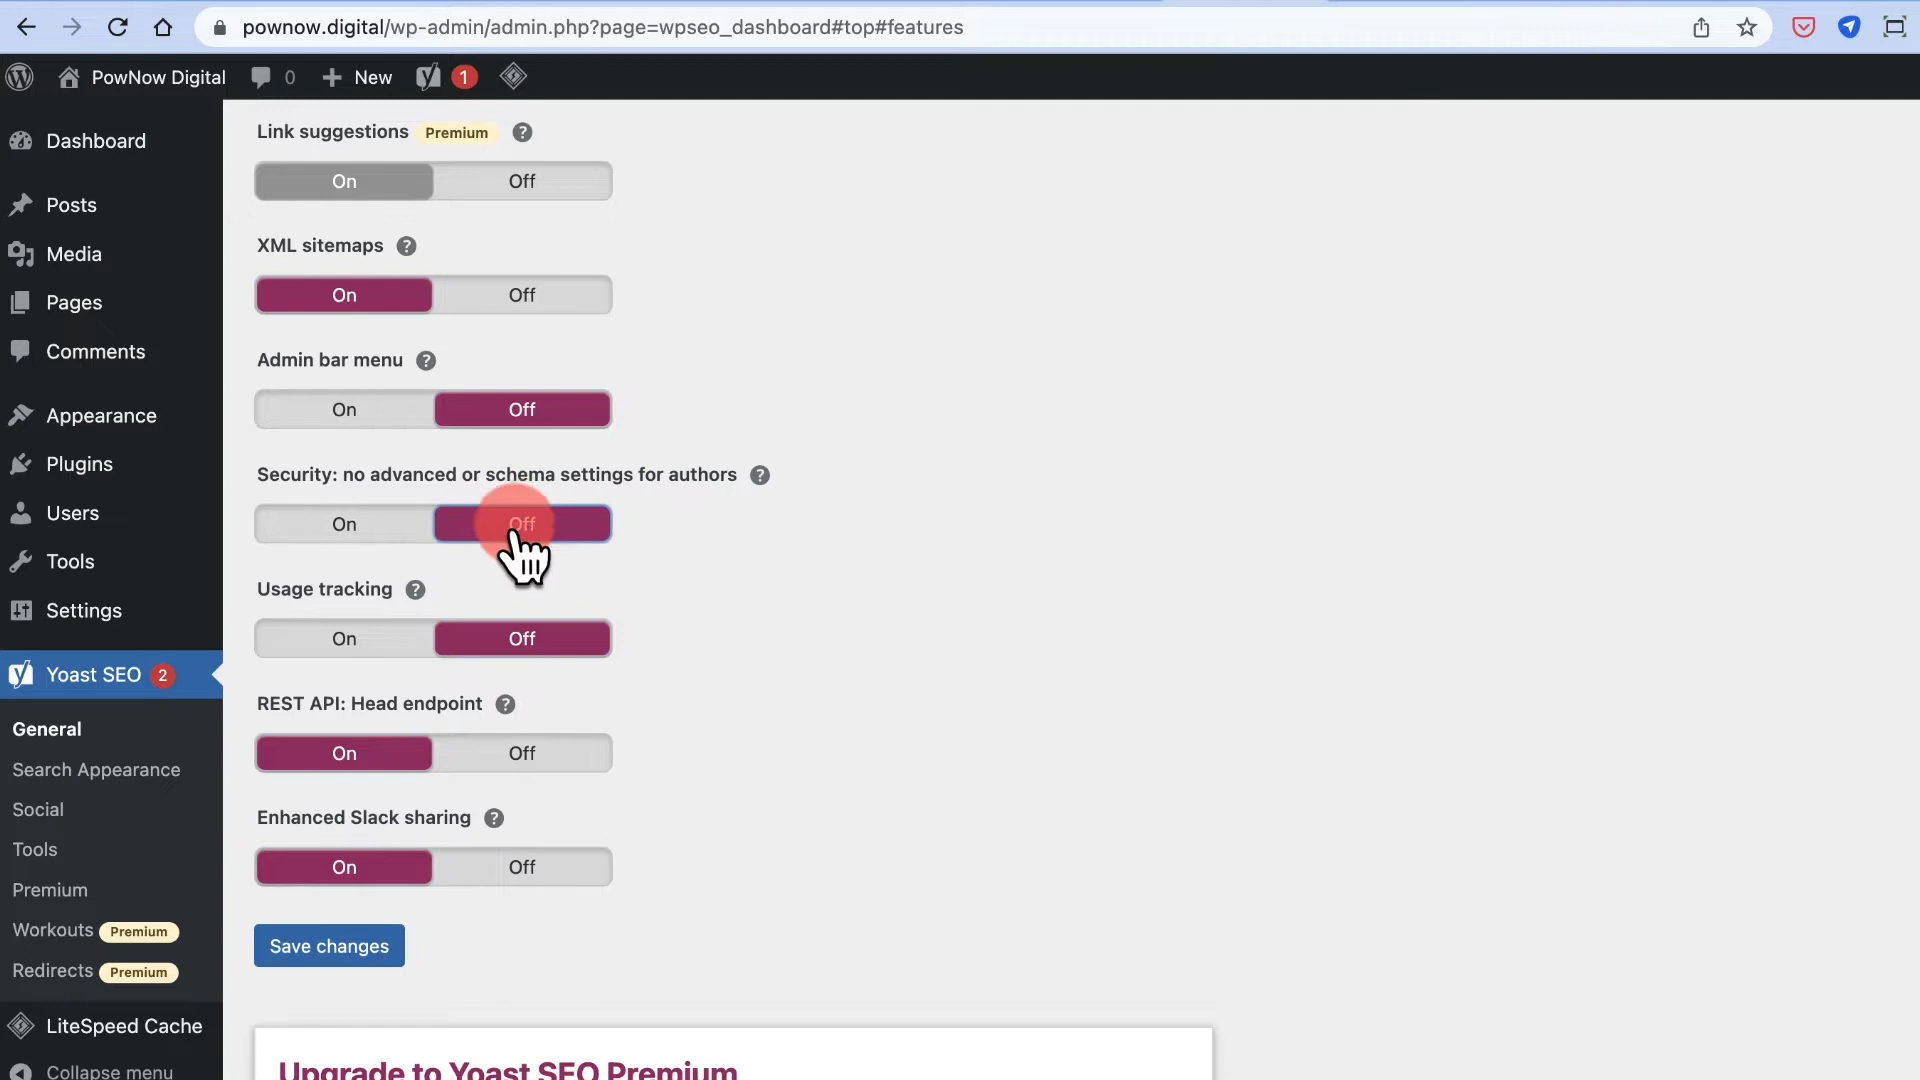 pownow.digital/wp-admin/admin.php?page=wpseo_dashboard#top#features
PowNow Digital 0 New 1
Dashboard
Posts
Media
Pages
Comments
Appearance
Plugins
Users
Tools
Settings
Yoast SEO 2
General
Search Appearance
Social
Tools
Premium
Workouts Premium
Redirects Premium
LiteSpeed Cache
Collapse menu
Link suggestions Premium ?
On Off
XML sitemaps ?
On Off
Admin bar menu ?
On Off
Security: no advanced or schema settings for authors ?
On Off
Usage tracking ?
On Off
REST API: Head endpoint ?
On Off
Enhanced Slack sharing ?
On Off
Save changes
Upgrade to Yoast SEO Premium